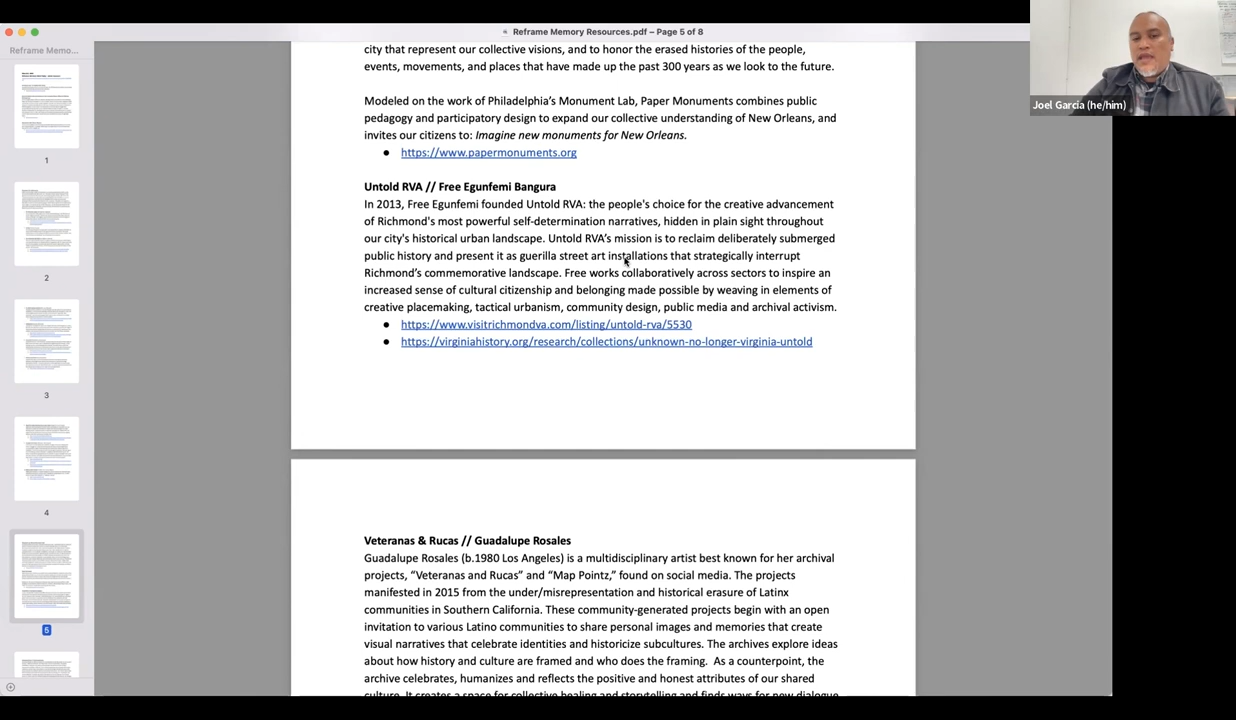 Reframe Memory Resources.pdf – Page 5 of 8
Reframe Memo...
1
2
3
4
5
city that represent our collective visions, and to honor the erased histories of the people,
events, movements, and places that have made up the past 300 years as we look to the future.
Modeled on the work of Philadelphia's Monument Lab, Paper Monuments combines public
pedagogy and participatory design to expand our collective understanding of New Orleans, and
invites our citizens to: Imagine new monuments for New Orleans.
● https://www.papermonuments.org
Untold RVA // Free Egunfemi Bangura
In 2013, Free Egunfemi founded Untold RVA: the people's choice for the creative advancement
of Richmond's most powerful self-determination narratives, hidden in plain sight throughout
our city's historical urban landscape. Untold RVA's mission is to reclaim deliberately submerged
public history and present it as guerilla street art installations that strategically interrupt
Richmond's commemorative landscape. Free works collaboratively across sectors to inspire an
increased sense of cultural citizenship and belonging made possible by weaving in elements of
creative placemaking, tactical urbanism, community design, public media and archival activism.
● https://www.visitrichmondva.com/listing/untold-rva/5530
● https://virginiahistory.org/research/collections/unknown-no-longer-virginia-untold
Veteranas & Rucas // Guadalupe Rosales
Guadalupe Rosales (b.1980 Los Angeles) is a multidisciplinary artist best known for her archival
projects, “Veteranas and Rucas” and “Map Pointz,” found on social media. The projects
manifested in 2015 from the under/misrepresentation and historical erasure of Latinx
communities in Southern California. These community-generated projects begin with an open
invitation to various Latino communities to share personal images and memories that create
visual narratives that celebrate identities and historicize subcultures. The archives explore ideas
about how history and culture are framed and who does the framing. As a counterpoint, the
archive celebrates, humanizes and reflects the positive and honest attributes of our shared
culture. It creates a space for collective healing and storytelling and finds ways for new dialogue
Joel Garcia (he/him)